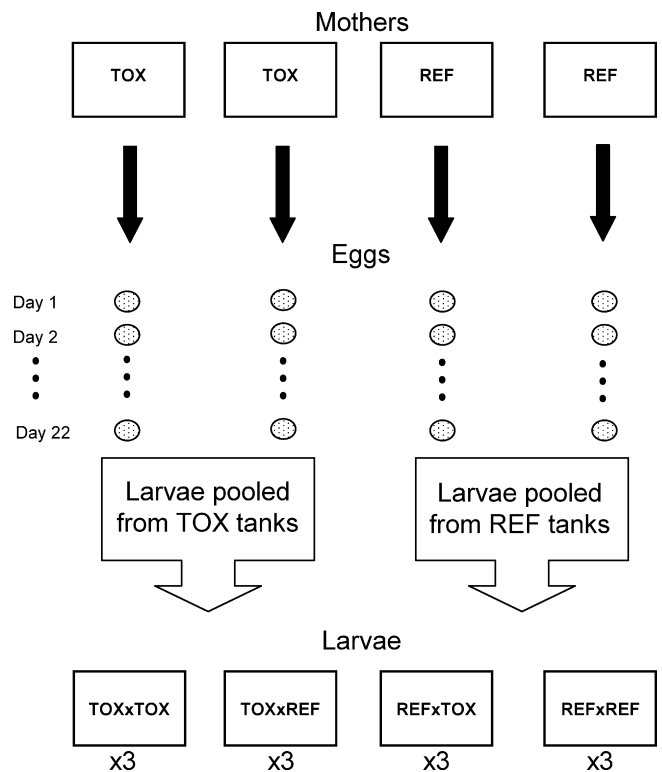 Mothers
TOX TOX REF REF
Eggs
Day 1
Day 2
Day 22
Larvae pooled
from TOX tanks
Larvae pooled
from REF tanks
Larvae
TOXxTOX TOXxREF REFxTOX REFxREF
x3 x3 x3 x3